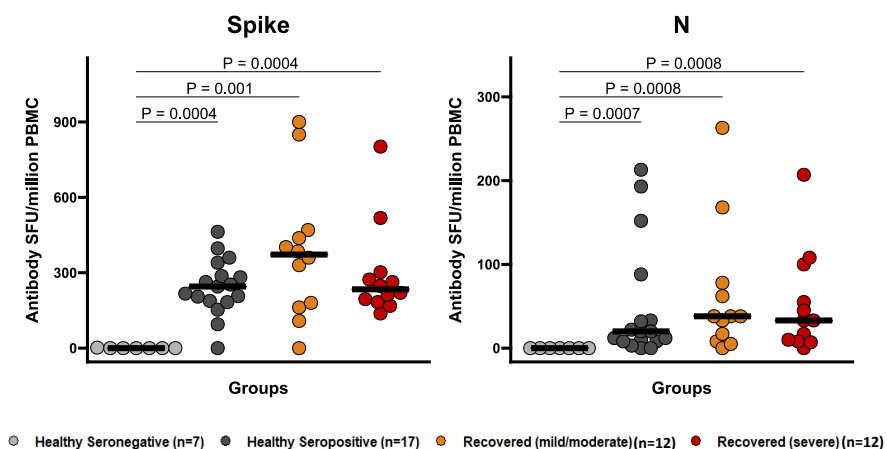 Spike
Antibody SFU/million PBMC
900
600
300
0
P = 0.0004
P = 0.001
P = 0.0004
Groups
N
Antibody SFU/million PBMC
300
200
100
0
P = 0.0008
P = 0.0008
P = 0.0007
Groups
Healthy Seronegative (n=7) Healthy Seropositive (n=17) Recovered (mild/moderate) (n=12) Recovered (severe) (n=12)